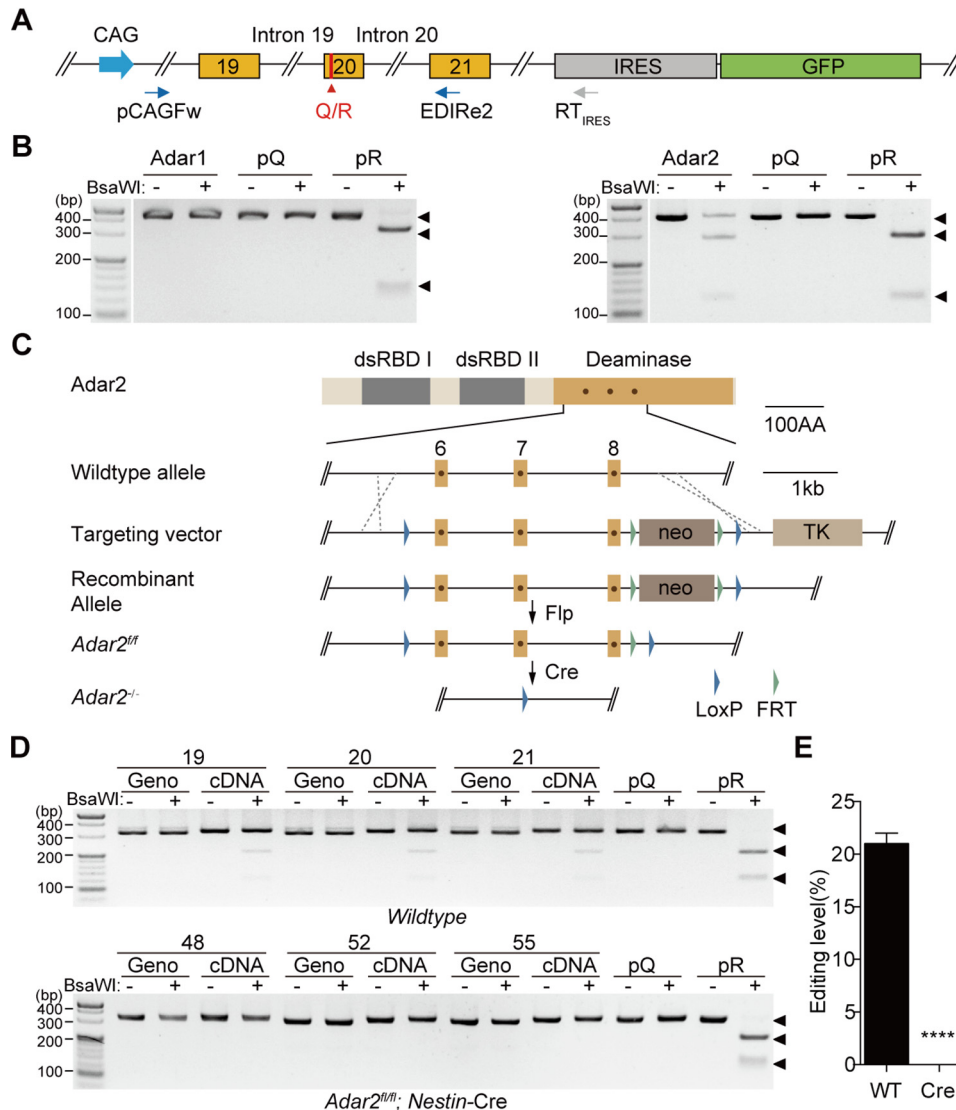 A
CAG
Intron 19
Intron 20
19
20
21
IRES
GFP
pCAGFw
Q/R
EDIRe2
RT_IRES
B
Adar1
pQ
pR
BsaWI: - + - + - +
(bp)
400
300
200
100
Adar2
pQ
pR
BsaWI: - + - + - +
(bp)
400
300
200
100
C
dsRBD I
dsRBD II
Deaminase
Adar2
100AA
6
7
8
Wildtype allele
1kb
Targeting vector
neo
TK
Recombinant
Allele
neo
Flp
Adar2f/f
Cre
Adar2-/-
LoxP
FRT
D
19
20
21
Geno cDNA Geno cDNA Geno cDNA pQ pR
BsaWI: - + - + - + - + - + - + - + - +
(bp)
400
300
200
100
Wildtype
48
52
55
Geno cDNA Geno cDNA Geno cDNA pQ pR
BsaWI: - + - + - + - + - + - + - + - +
(bp)
400
300
200
100
Adar2fl/fl; Nestin-Cre
E
Editing level(%)
25
20
15
10
5
0
****
WT
Cre